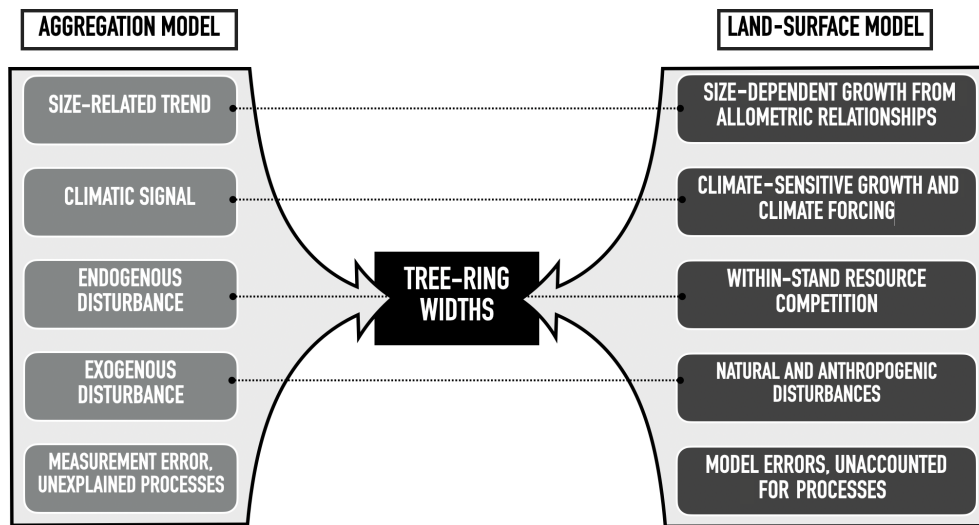 AGGREGATION MODEL
LAND-SURFACE MODEL
SIZE-RELATED TREND
SIZE-DEPENDENT GROWTH FROM
ALLOMETRIC RELATIONSHIPS
CLIMATIC SIGNAL
CLIMATE-SENSITIVE GROWTH AND
CLIMATE FORCING
ENDOGENOUS
DISTURBANCE
TREE-RING
WIDTHS
WITHIN-STAND RESOURCE
COMPETITION
EXOGENOUS
DISTURBANCE
NATURAL AND ANTHROPOGENIC
DISTURBANCES
MEASUREMENT ERROR,
UNEXPLAINED PROCESSES
MODEL ERRORS, UNACCOUNTED
FOR PROCESSES